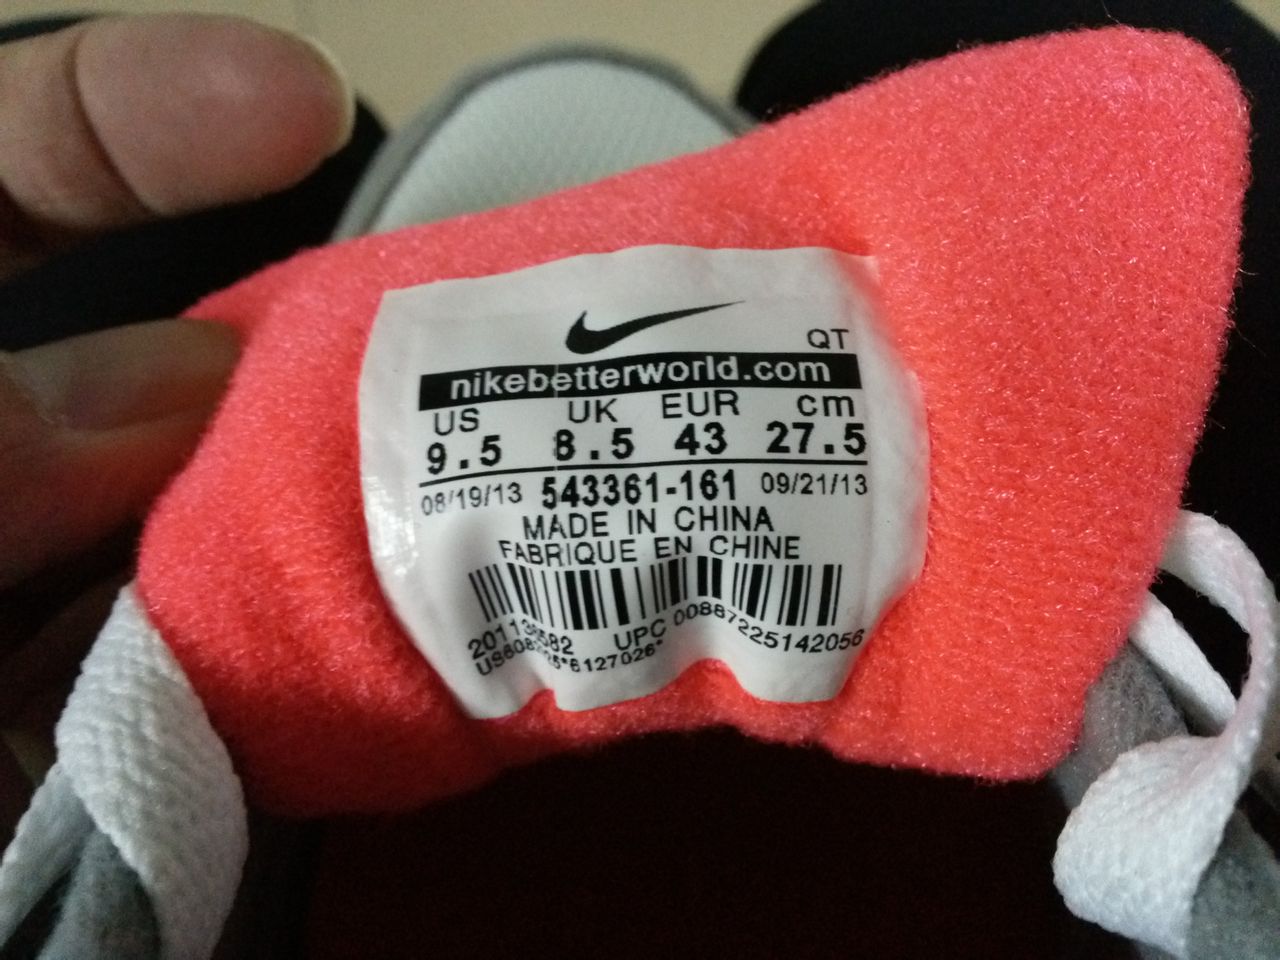 QT
nikebetterworld.com
US UK EUR cm
9.5 8.5 43 27.5
08/19/13 543361-161 09/21/13
MADE IN CHINA
FABRIQUE EN CHINE
UPC 00887225142056